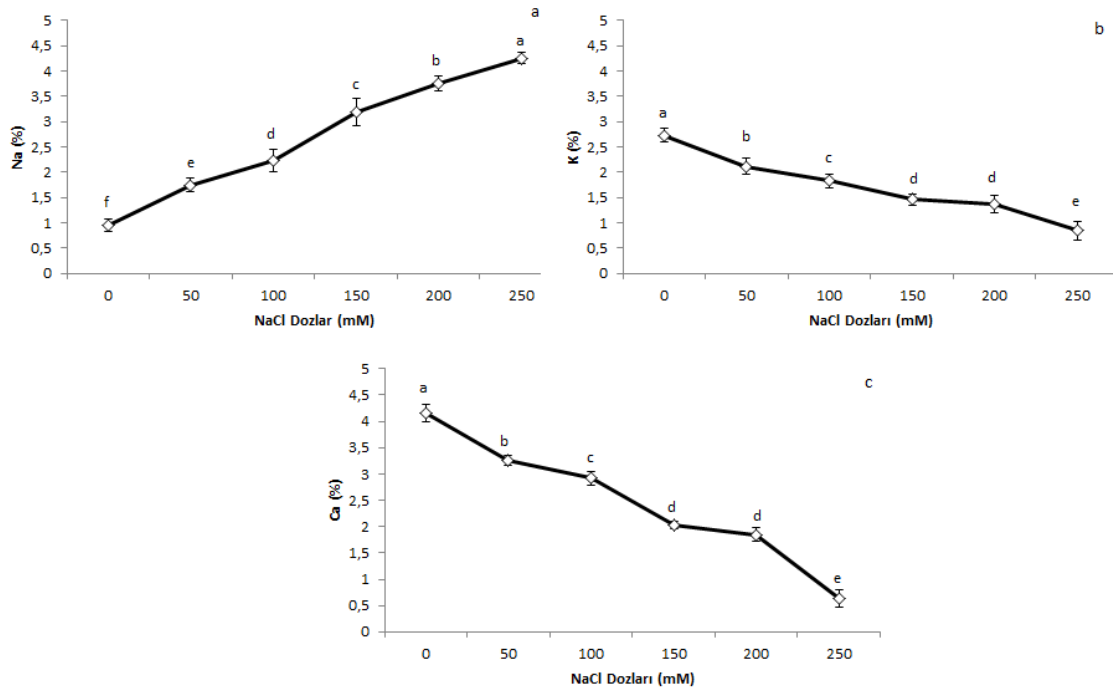 a
5
4,5
4
3,5
3
2,5
2
1,5
1
0,5
0
Na (%)
f
e
d
c
b
a
0 50 100 150 200 250
NaCl Dozlar (mM)
b
5
4,5
4
3,5
3
2,5
2
1,5
1
0,5
0
K (%)
a
b
c
d
d
e
0 50 100 150 200 250
NaCl Dozları (mM)
c
5
4,5
4
3,5
3
2,5
2
1,5
1
0,5
0
Ca (%)
a
b
c
d
d
e
0 50 100 150 200 250
NaCl Dozları (mM)